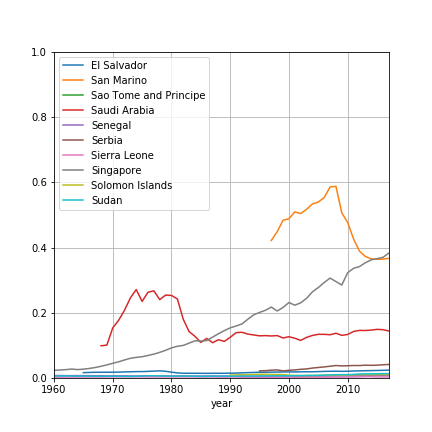 1.0
0.8
0.6
0.4
0.2
0.0
El Salvador
San Marino
Sao Tome and Principe
Saudi Arabia
Senegal
Serbia
Sierra Leone
Singapore
Solomon Islands
Sudan
1960 1970 1980 1990 2000 2010
year